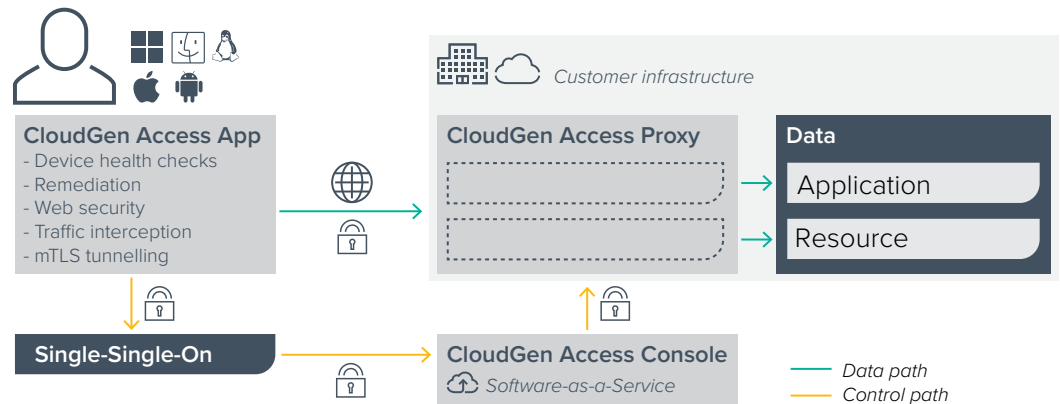 Customer infrastructure
CloudGen Access App
- Device health checks
- Remediation
- Web security
- Traffic interception
- mTLS tunnelling
CloudGen Access Proxy
Data
Application
Resource
Single-Single-On
CloudGen Access Console
Software-as-a-Service
Data path
Control path